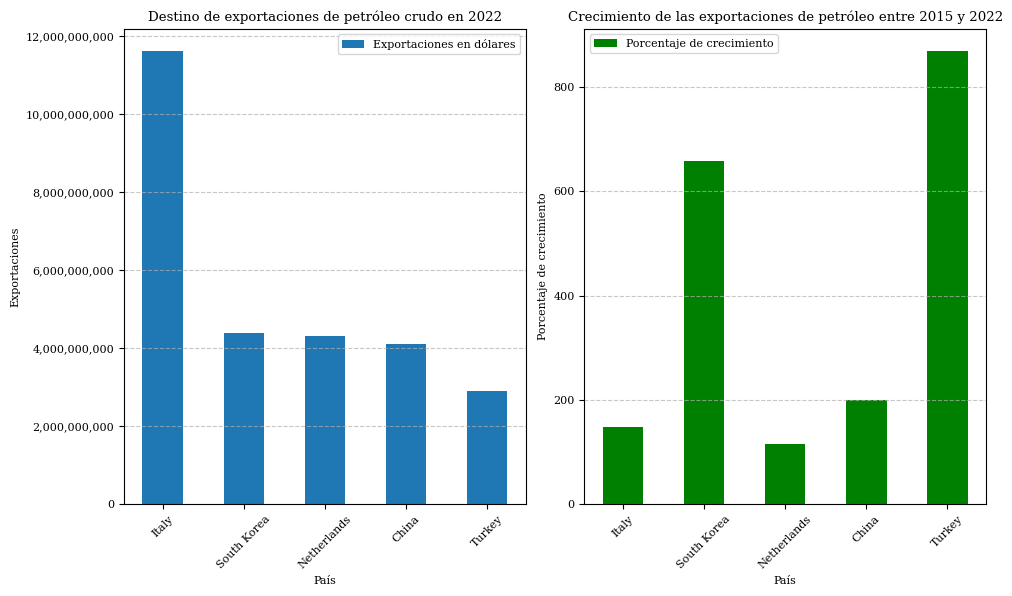 Destino de exportaciones de petróleo crudo en 2022
Exportaciones en dólares
12,000,000,000
10,000,000,000
8,000,000,000
6,000,000,000
4,000,000,000
2,000,000,000
0
Exportaciones
Italy
South Korea
Netherlands
China
Turkey
País
Crecimiento de las exportaciones de petróleo entre 2015 y 2022
Porcentaje de crecimiento
800
600
400
200
0
Porcentaje de crecimiento
Italy
South Korea
Netherlands
China
Turkey
País